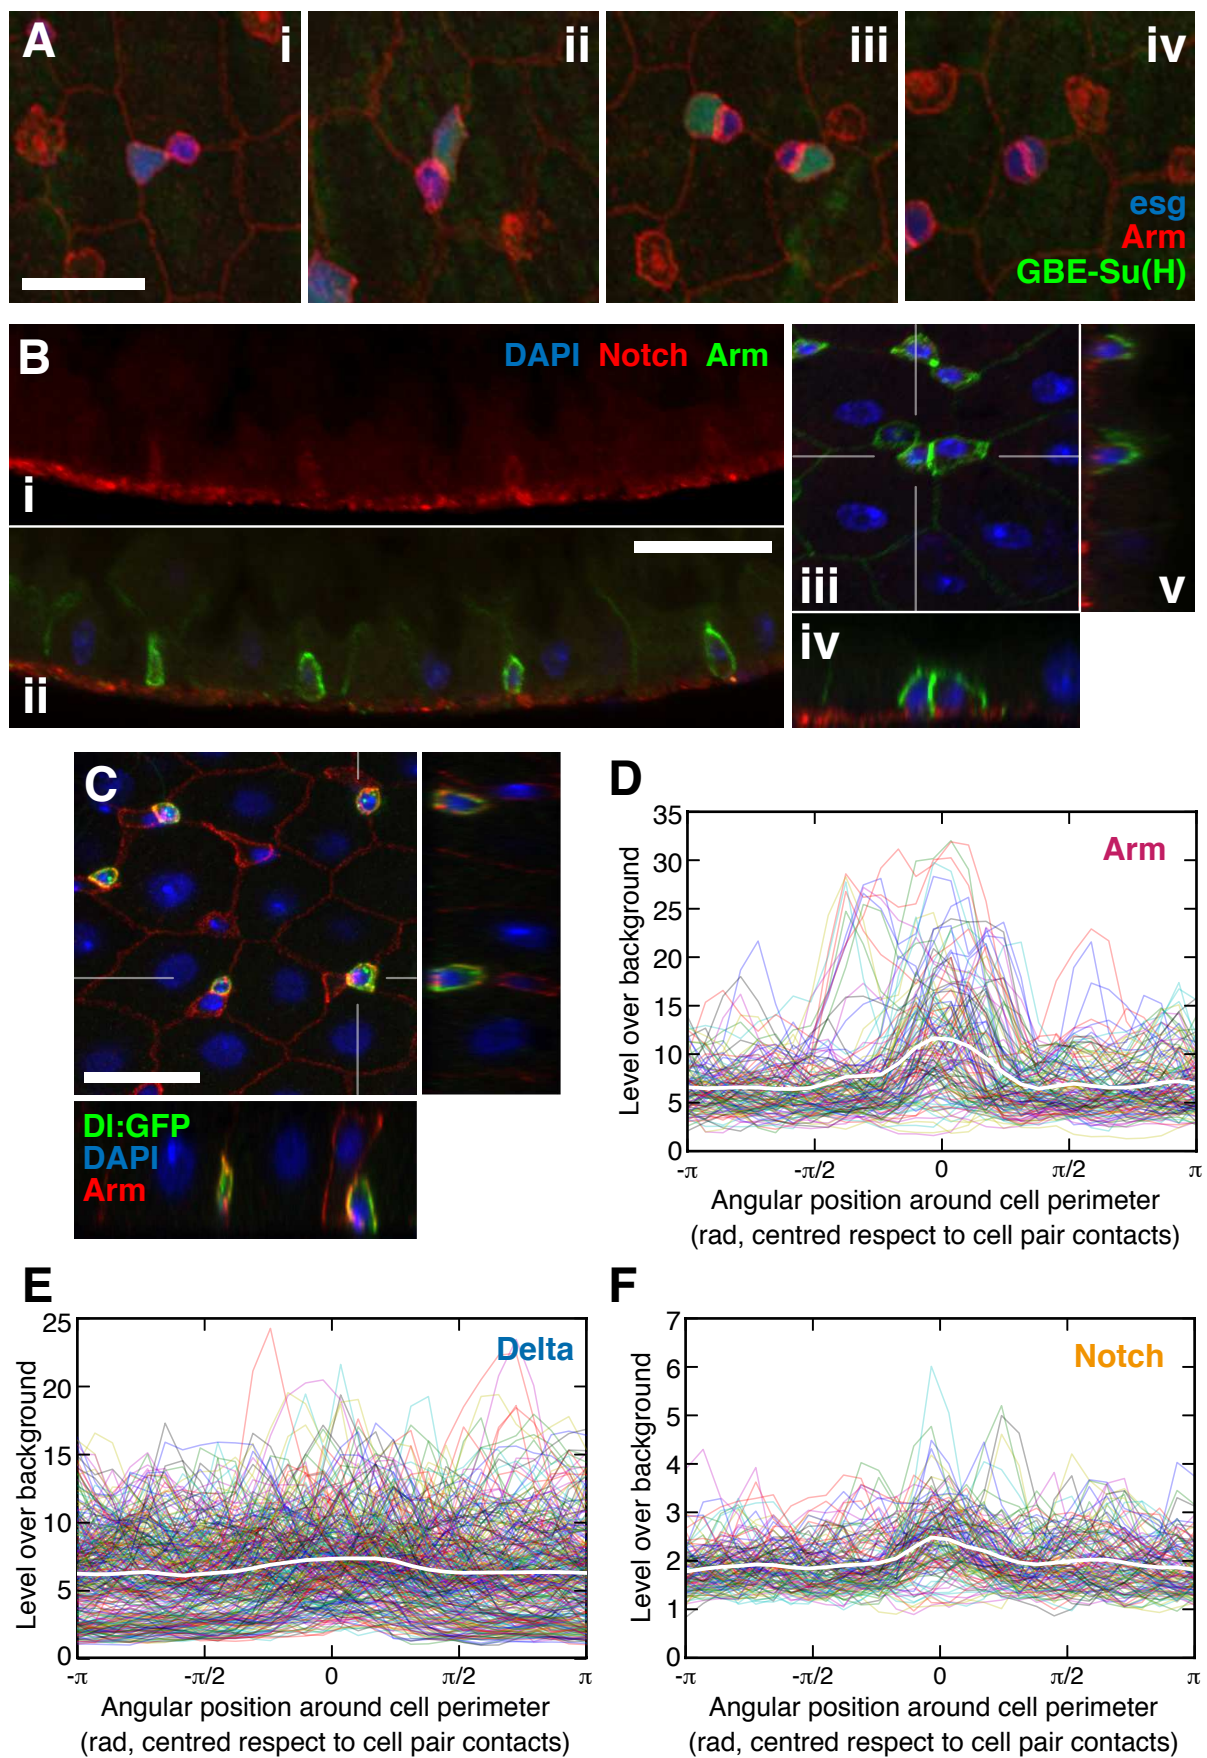 A
i
ii
iii
iv
esg
Arm
GBE-Su(H)
B
DAPI Notch Arm
i
ii
iii
iv
v
C
Dl:GFP
DAPI
Arm
D
Arm
Level over background
35
30
25
20
15
10
5
0
-π -π/2 0 π/2 π
Angular position around cell perimeter
(rad, centred respect to cell pair contacts)
E
Delta
Level over background
25
20
15
10
5
0
-π -π/2 0 π/2 π
Angular position around cell perimeter
(rad, centred respect to cell pair contacts)
F
Notch
Level over background
7
6
5
4
3
2
1
0
-π -π/2 0 π/2 π
Angular position around cell perimeter
(rad, centred respect to cell pair contacts)